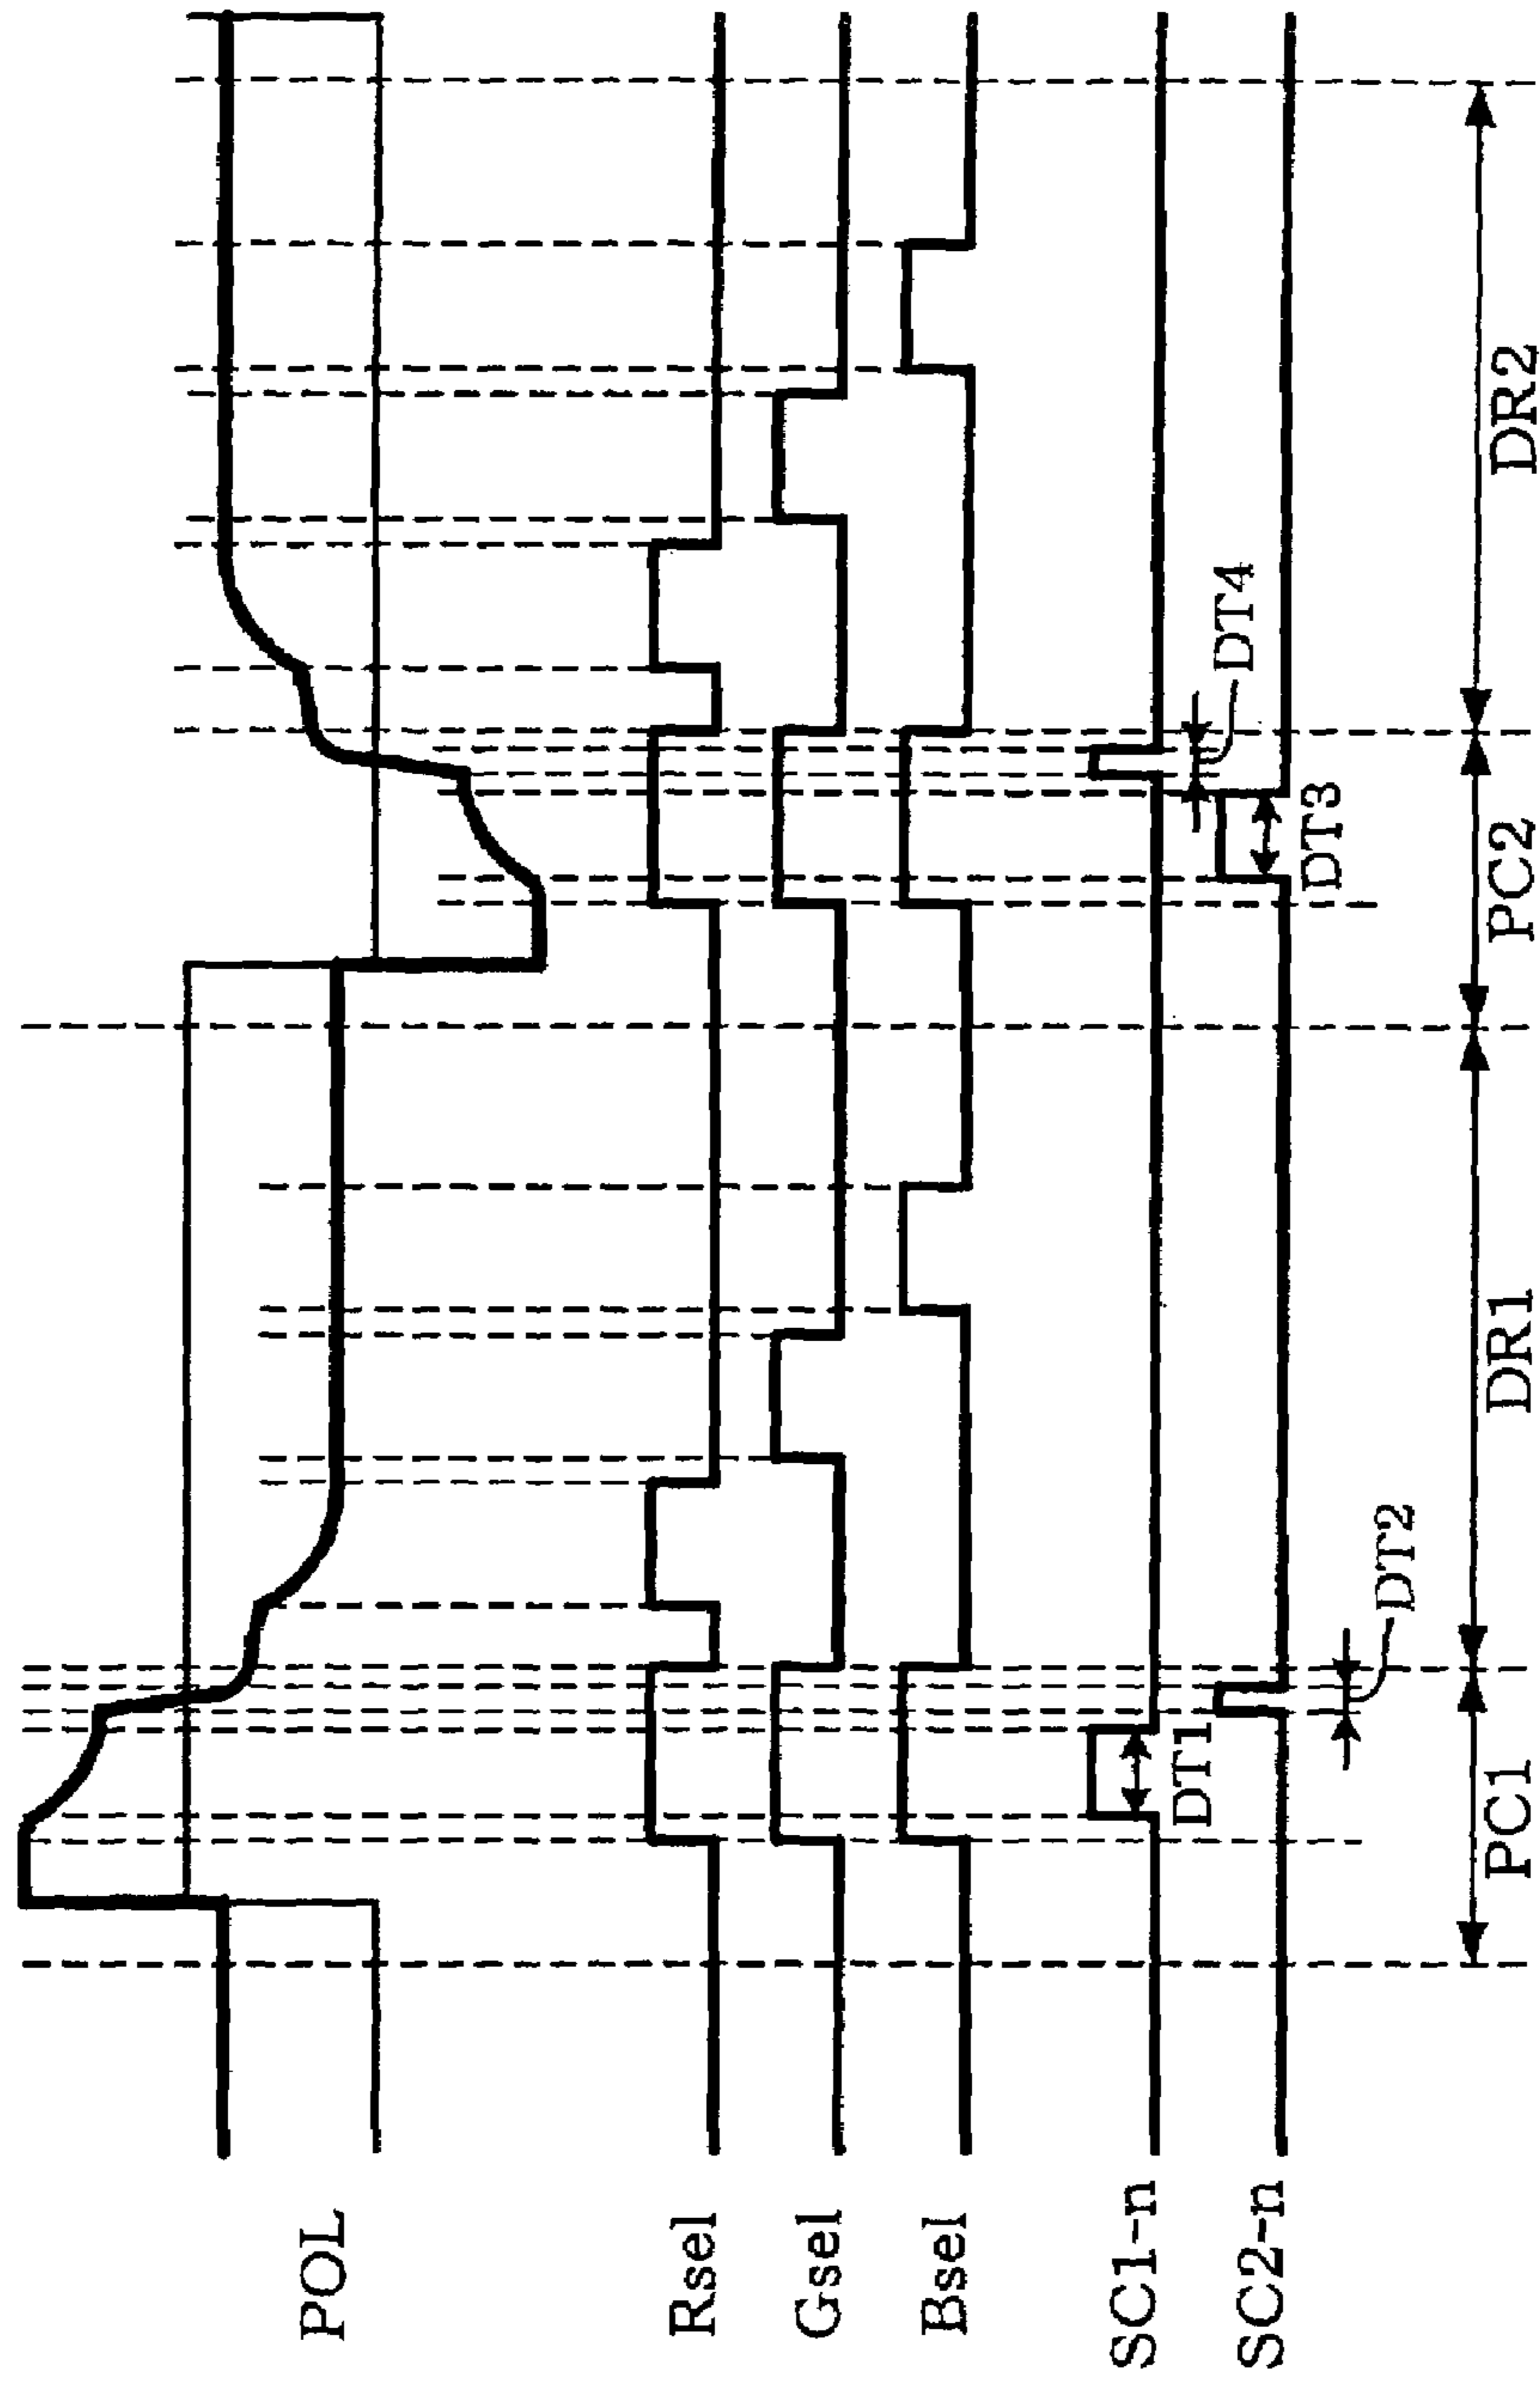 POL
Rsel
Gsel
Bsel
SC1-n
SC2-n
DT1
DT2
DT3
DT4
PC1
DR1
PC2
DR2